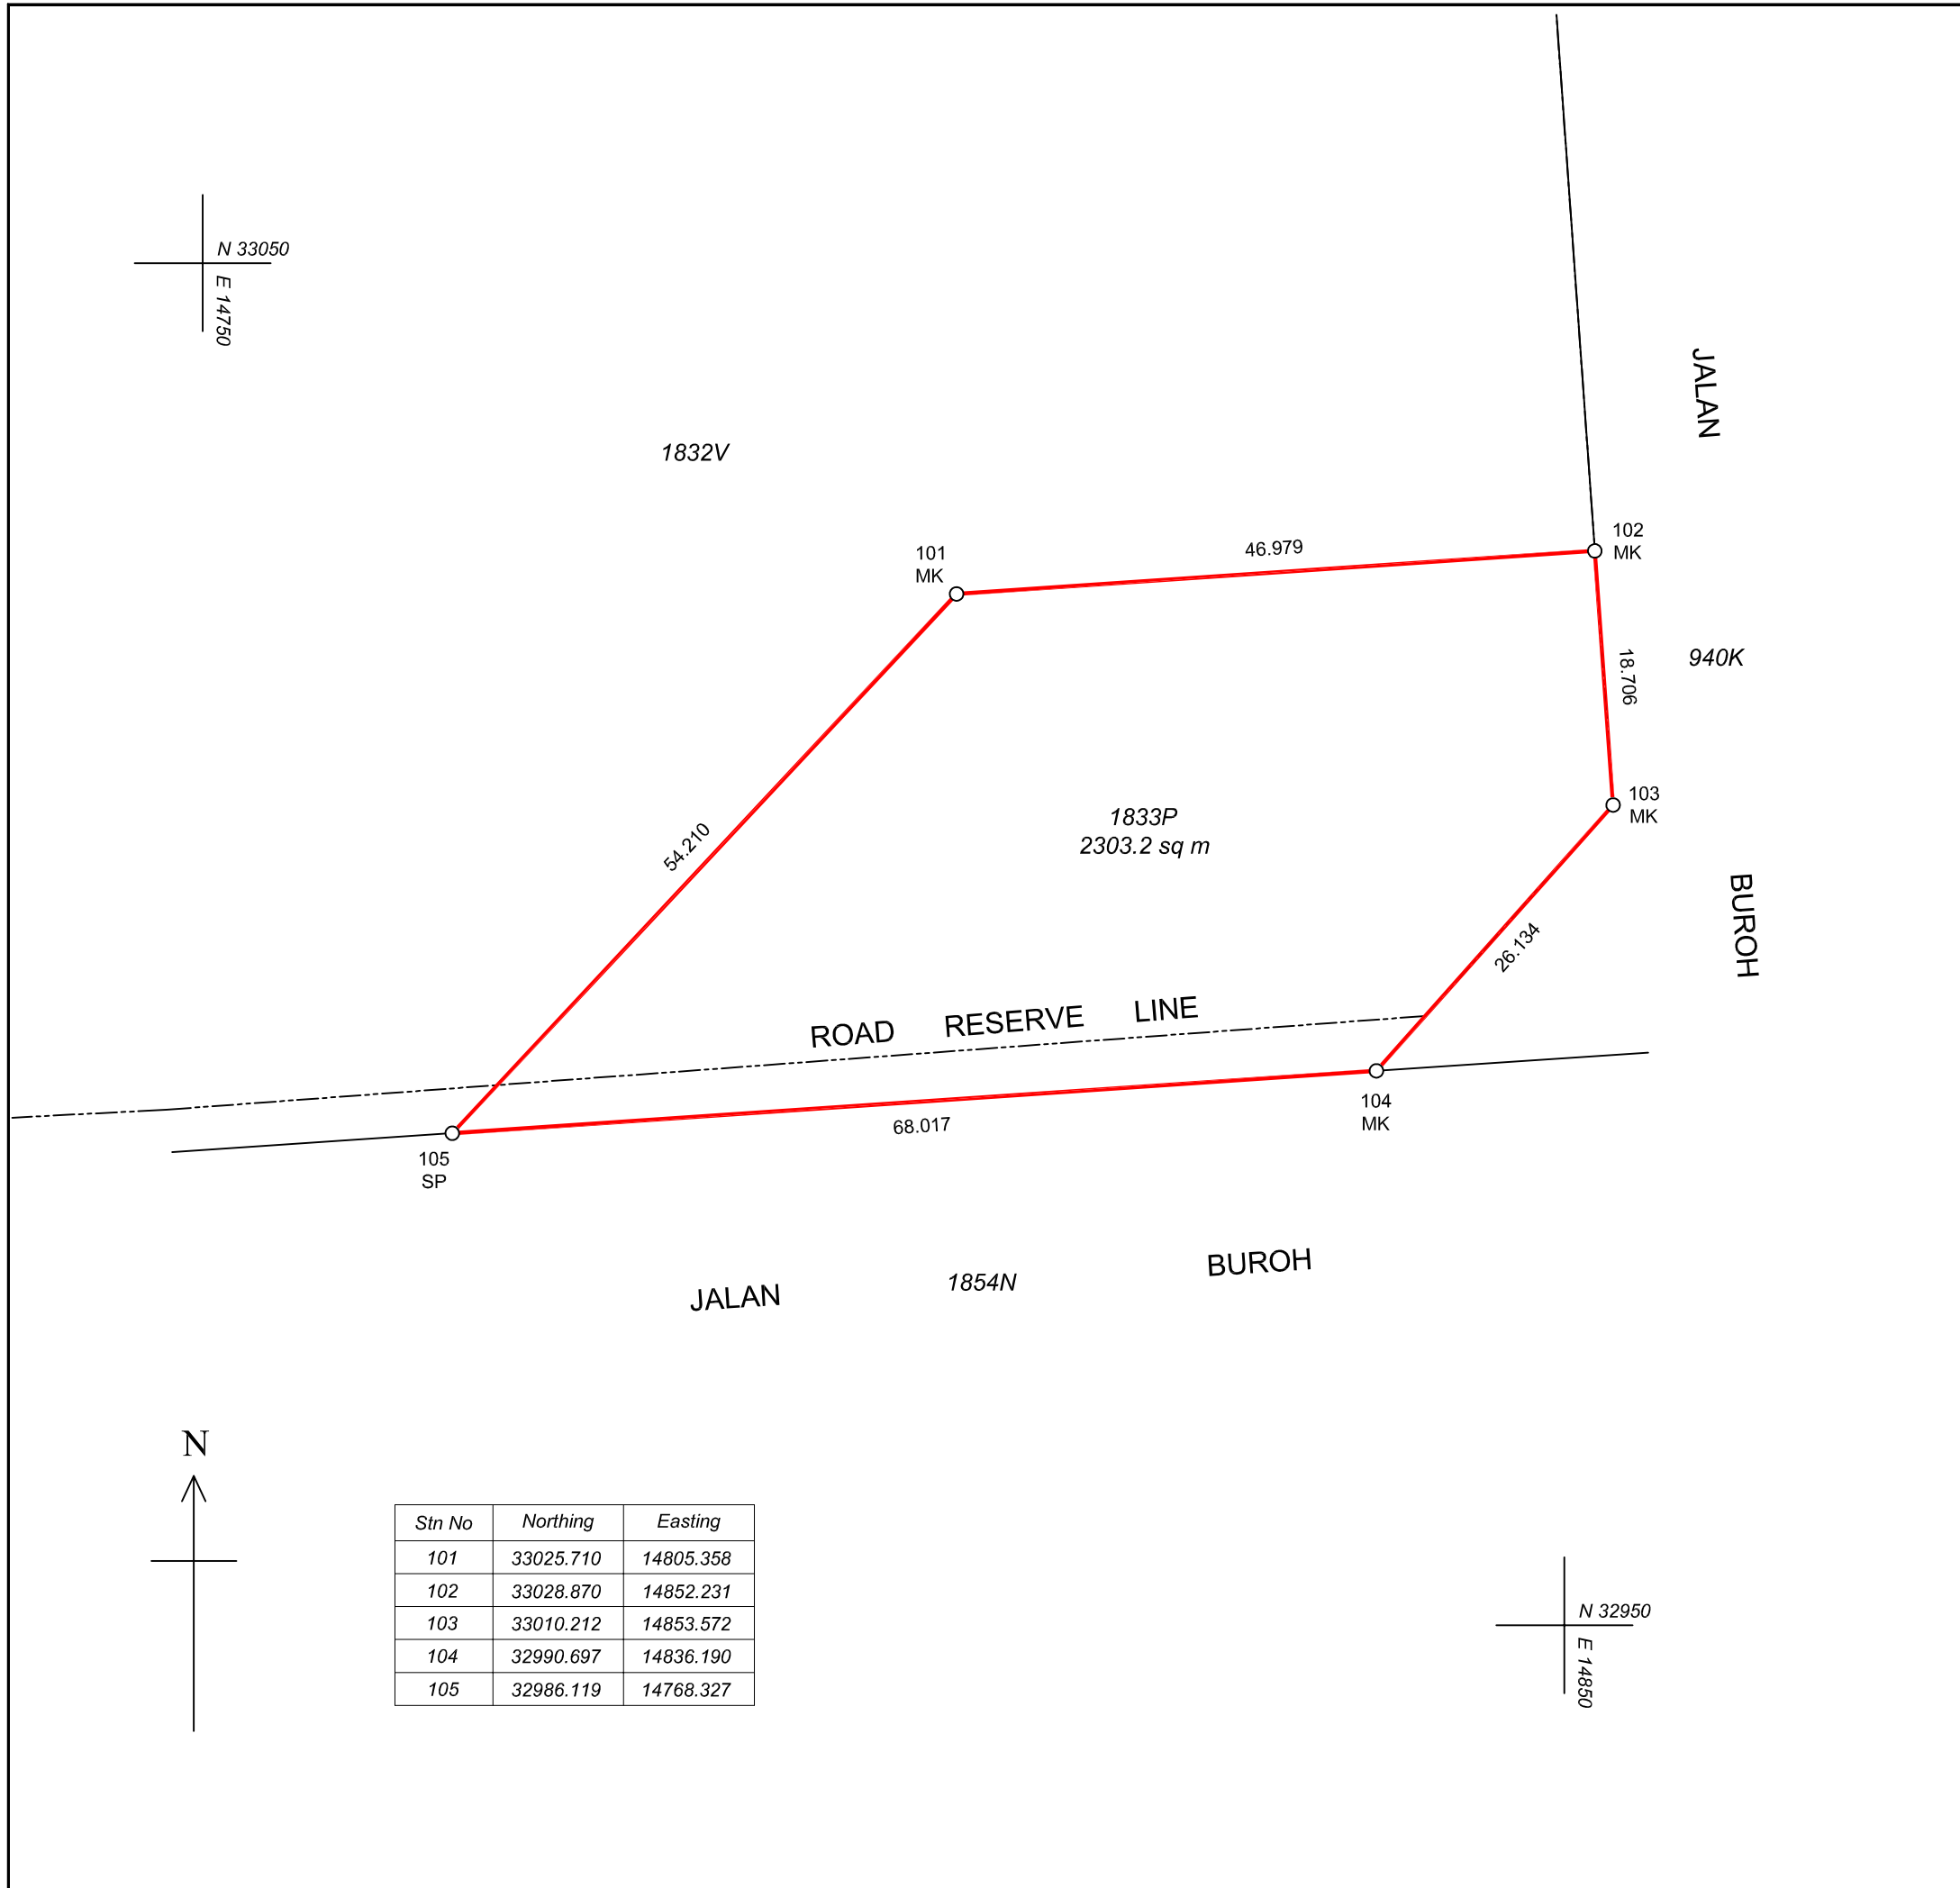 N 33050
E 14750
JALAN
1832V
101
MK
46.979
102
MK
18.706
940K
103
MK
1833P
2303.2 sq m
54.210
BUROH
26.134
ROAD RESERVE LINE
104
MK
68.017
105
SP
JALAN 1854N BUROH
N
Stn No Northing Easting
101 33025.710 14805.358
102 33028.870 14852.231
103 33010.212 14853.572
104 32990.697 14836.190
105 32986.119 14768.327
N 32950
E 14850